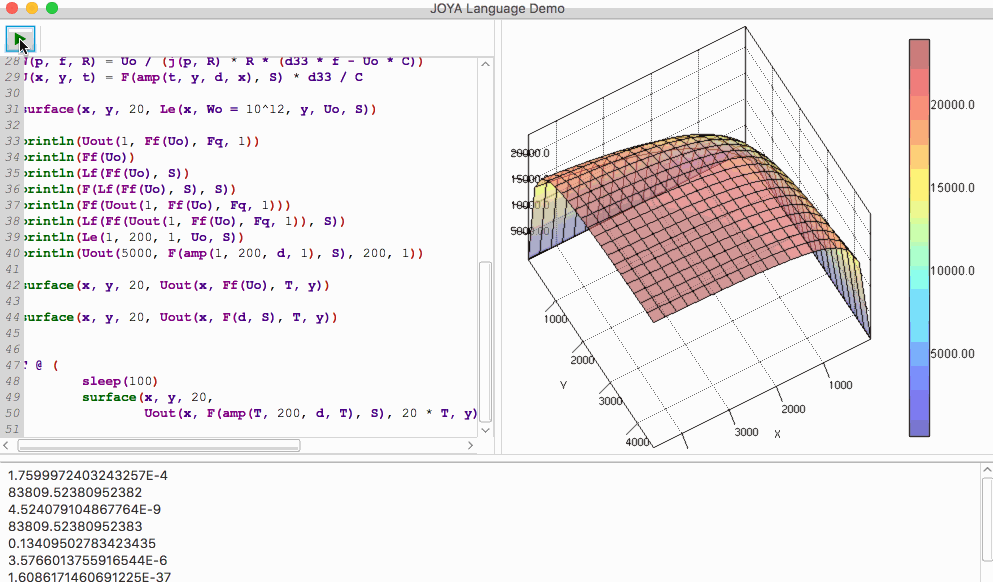 JOYA Language Demo
28 (p, f, R) = Uo / (j(p, R) * R * (d33 * f - Uo * C))
29 (x, y, t) = F(amp(t, y, d, x), S) * d33 / C
30
31 surface(x, y, 20, Le(x, Wo = 10^12, y, Uo, S))
32
33 println(Uout(1, Ff(Uo), Fq, 1))
34 println(Ff(Uo))
35 println(Lf(Ff(Uo), S))
36 println(F(Lf(Ff(Uo), S), S))
37 println(Ff(Uout(1, Ff(Uo), Fq, 1)))
38 println(Lf(Ff(Uout(1, Ff(Uo), Fq, 1)), S))
39 println(Le(1, 200, 1, Uo, S))
40 println(Uout(5000, F(amp(1, 200, d, 1), S), 200, 1))
41
42 surface(x, y, 20, Uout(x, Ff(Uo), T, y))
43
44 surface(x, y, 20, Uout(x, F(d, S), T, y))
45
46
47 @ (
48 sleep(100)
49 surface(x, y, 20,
50 Uout(x, F(amp(T, 200, d, T), S), 20 * T, y)
51
20000.0
15000.0
10000.0
5000.00
1000
2000
3000
4000
Y
1000
2000
3000
X
20000.0
15000.0
10000.0
5000.00
1.7599972403243257E-4
83809.52380952382
4.524079104867764E-9
83809.52380952383
0.13409502783423435
3.5766013755916544E-6
1.6086171460691225E-37